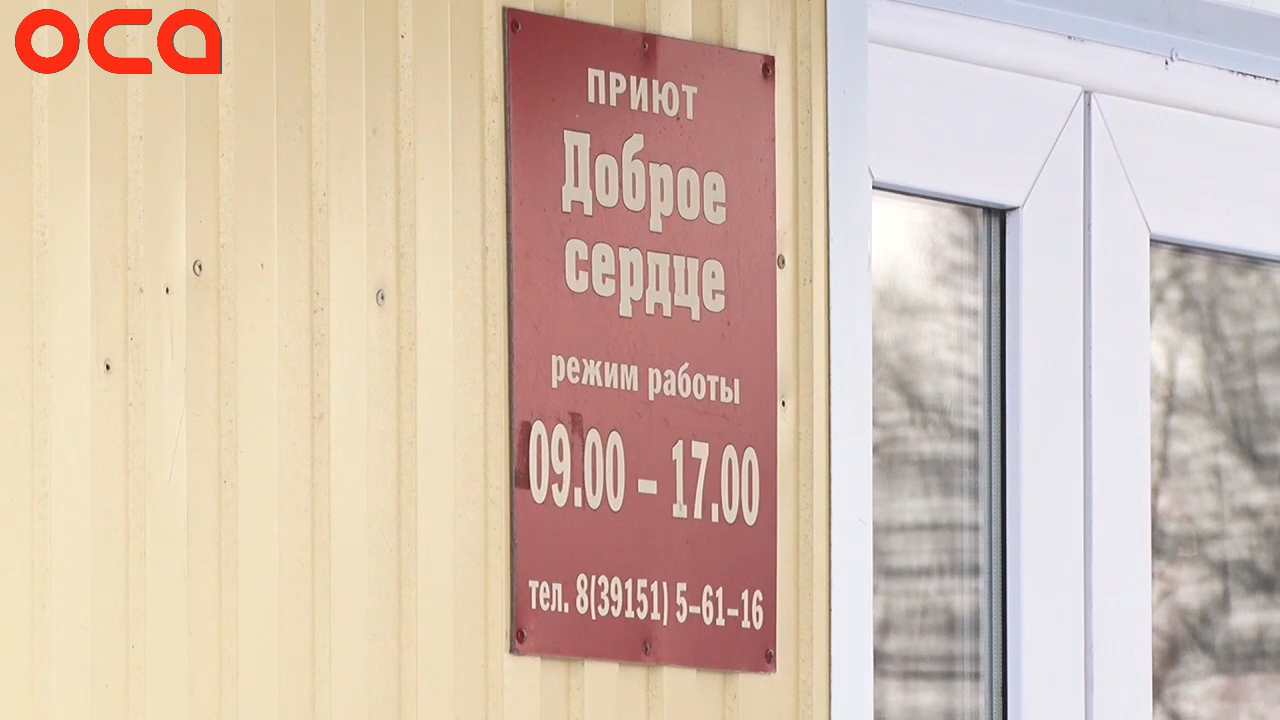 оса
ПРИЮТ
Доброе
сердце
режим работы
09.00 – 17.00
тел. 8(39151) 5–61–16